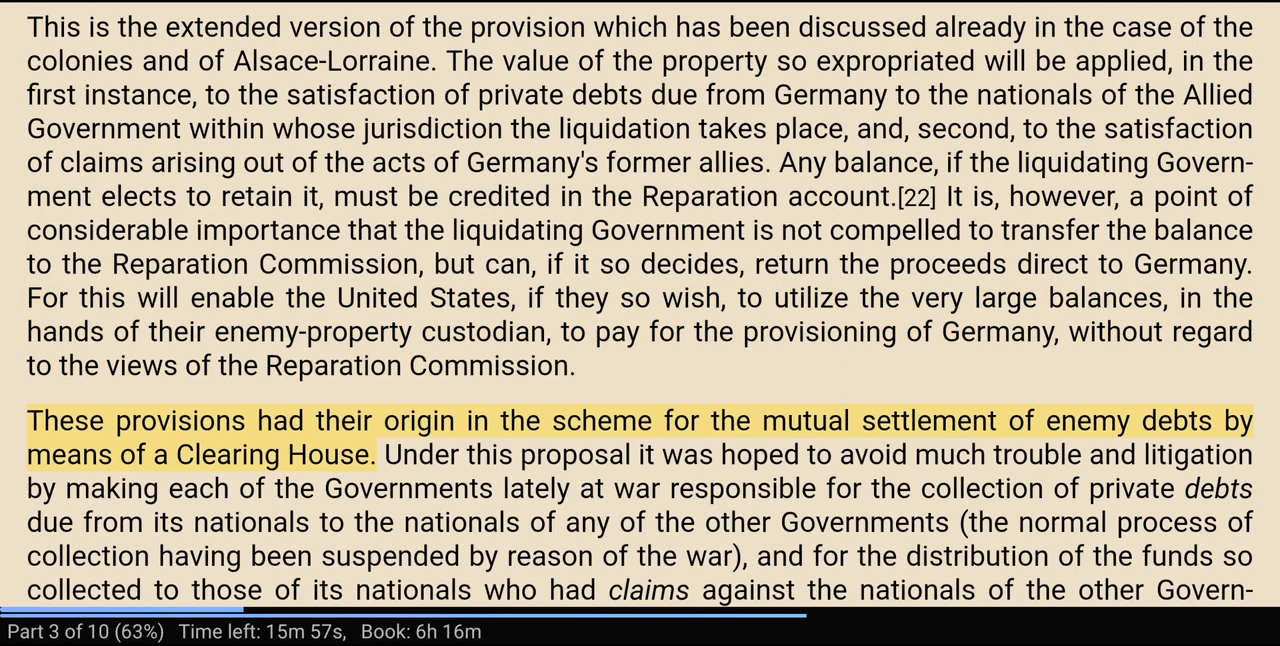 This is the extended version of the provision which has been discussed already in the case of the
colonies and of Alsace-Lorraine. The value of the property so expropriated will be applied, in the
first instance, to the satisfaction of private debts due from Germany to the nationals of the Allied
Government within whose jurisdiction the liquidation takes place, and, second, to the satisfaction
of claims arising out of the acts of Germany's former allies. Any balance, if the liquidating Govern-
ment elects to retain it, must be credited in the Reparation account.[22] It is, however, a point of
considerable importance that the liquidating Government is not compelled to transfer the balance
to the Reparation Commission, but can, if it so decides, return the proceeds direct to Germany.
For this will enable the United States, if they so wish, to utilize the very large balances, in the
hands of their enemy-property custodian, to pay for the provisioning of Germany, without regard
to the views of the Reparation Commission.
These provisions had their origin in the scheme for the mutual settlement of enemy debts by
means of a Clearing House. Under this proposal it was hoped to avoid much trouble and litigation
by making each of the Governments lately at war responsible for the collection of private debts
due from its nationals to the nationals of any of the other Governments (the normal process of
collection having been suspended by reason of the war), and for the distribution of the funds so
collected to those of its nationals who had claims against the nationals of the other Govern-
Part 3 of 10 (63%) Time left: 15m 57s, Book: 6h 16m